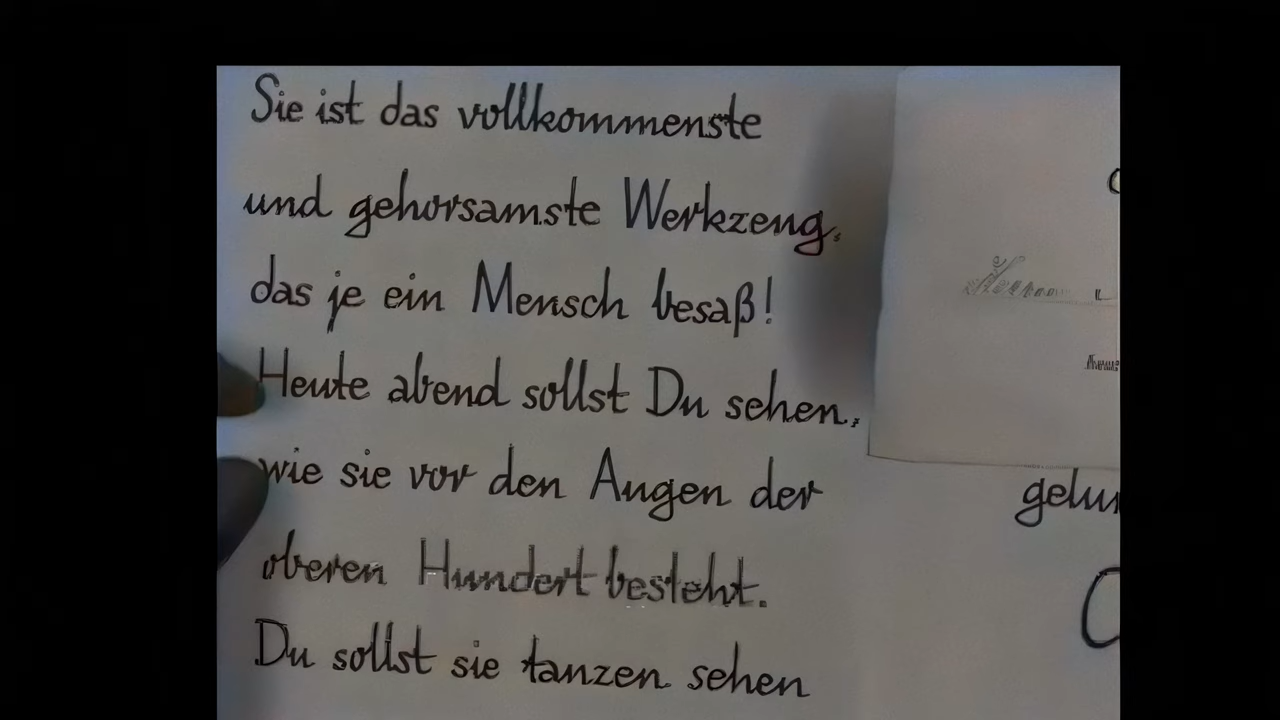 Sie ist das vollkommenste
und gehorsamste Werkzeug,
das je ein Mensch besaß!
Heute abend sollst Du sehen,
wie sie vor den Augen der
oberen Hundert besteht.
Du sollst sie tanzen sehen